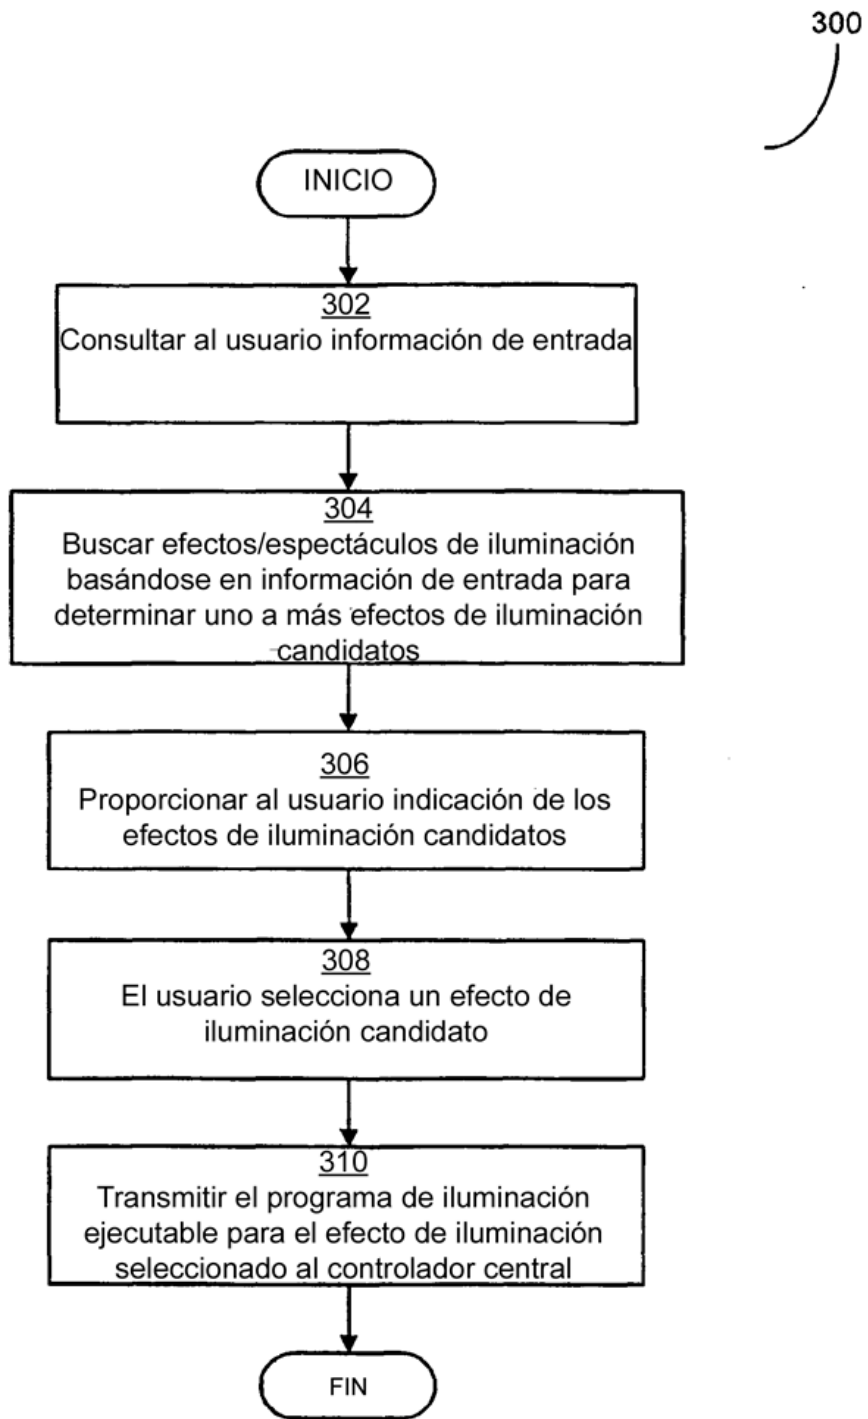 300
INICIO
302
Consultar al usuario información de entrada
304
Buscar efectos/espectáculos de iluminación
basándose en información de entrada para
determinar uno a más efectos de iluminación
candidatos
306
Proporcionar al usuario indicación de los
efectos de iluminación candidatos
308
El usuario selecciona un efecto de
iluminación candidato
310
Transmitir el programa de iluminación
ejecutable para el efecto de iluminación
seleccionado al controlador central
FIN